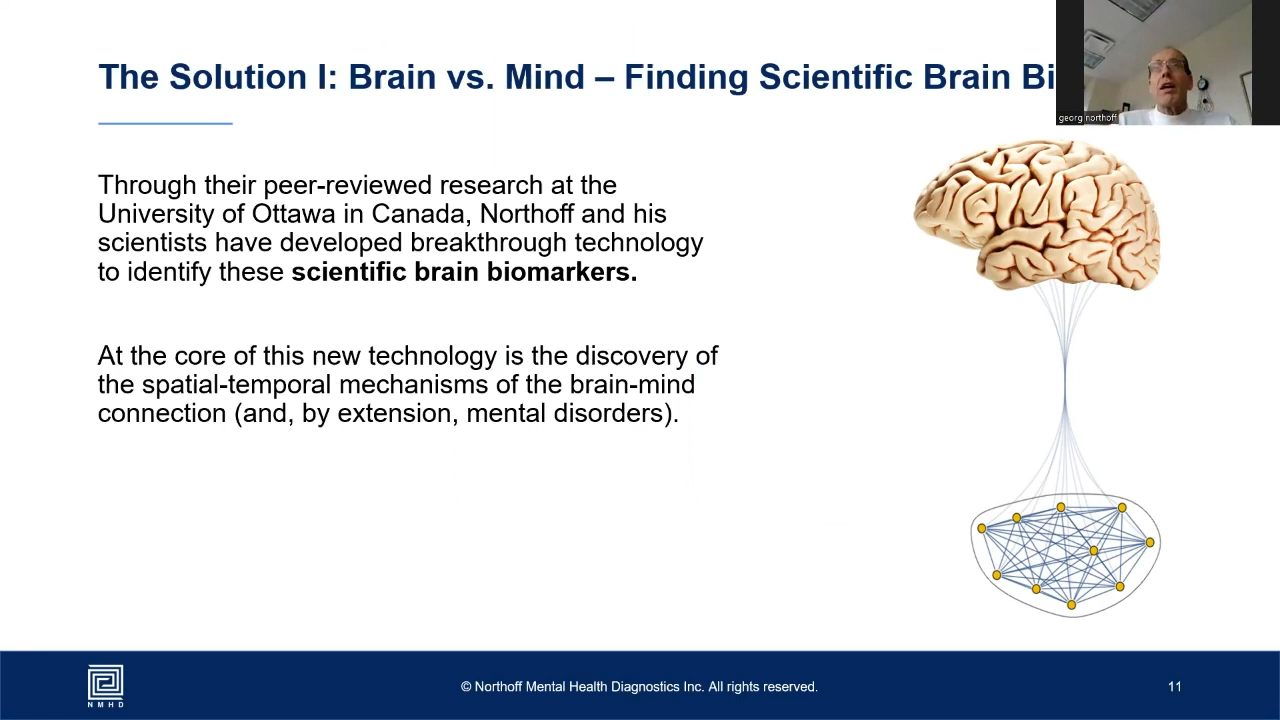 The Solution I: Brain vs. Mind – Finding Scientific Brain Bi
georg northoff
Through their peer-reviewed research at the
University of Ottawa in Canada, Northoff and his
scientists have developed breakthrough technology
to identify these scientific brain biomarkers.
At the core of this new technology is the discovery of
the spatial-temporal mechanisms of the brain-mind
connection (and, by extension, mental disorders).
NMHD
© Northoff Mental Health Diagnostics Inc. All rights reserved.
11